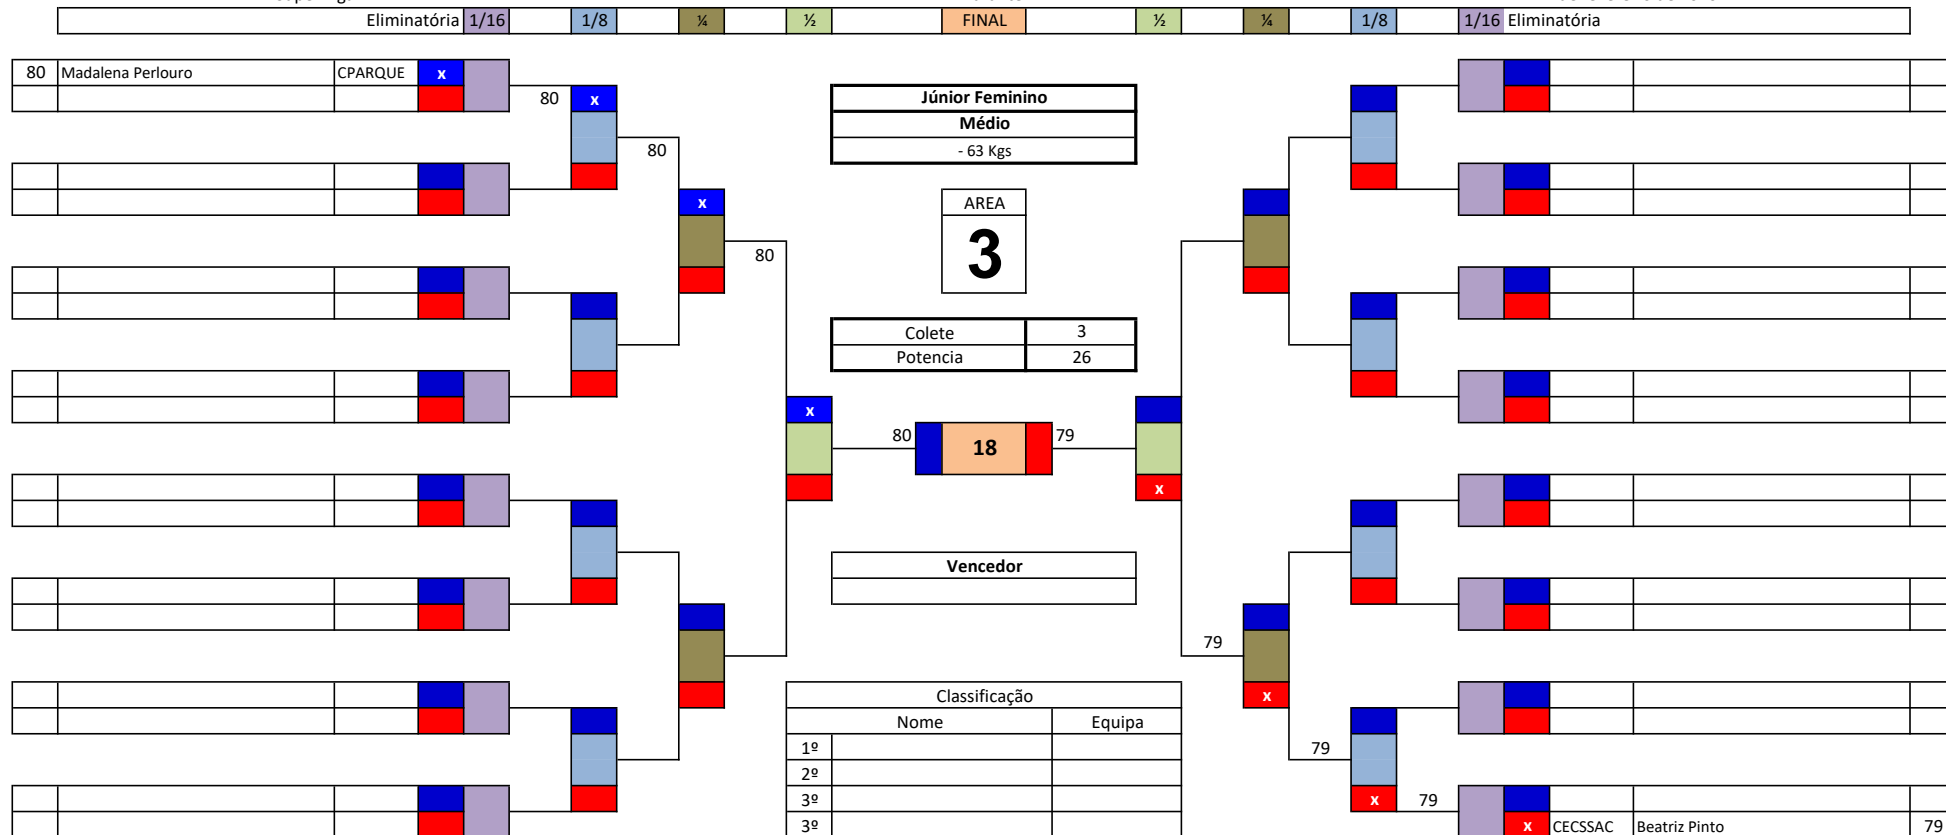 Eliminatória 1/16 1/8 ¼ ½ FINAL ½ ¼ 1/8 1/16 Eliminatória
80 Madalena Perlouro CPARQUE x
80 x
Júnior Feminino
Médio
- 63 Kgs
80
x
AREA
3
80
Colete 3
Potencia 26
x
80 18 79
x
Vencedor
79
x
Classificação
Nome Equipa
1º
79
2º
3º
x 79
3º
x CECSSAC Beatriz Pinto 79